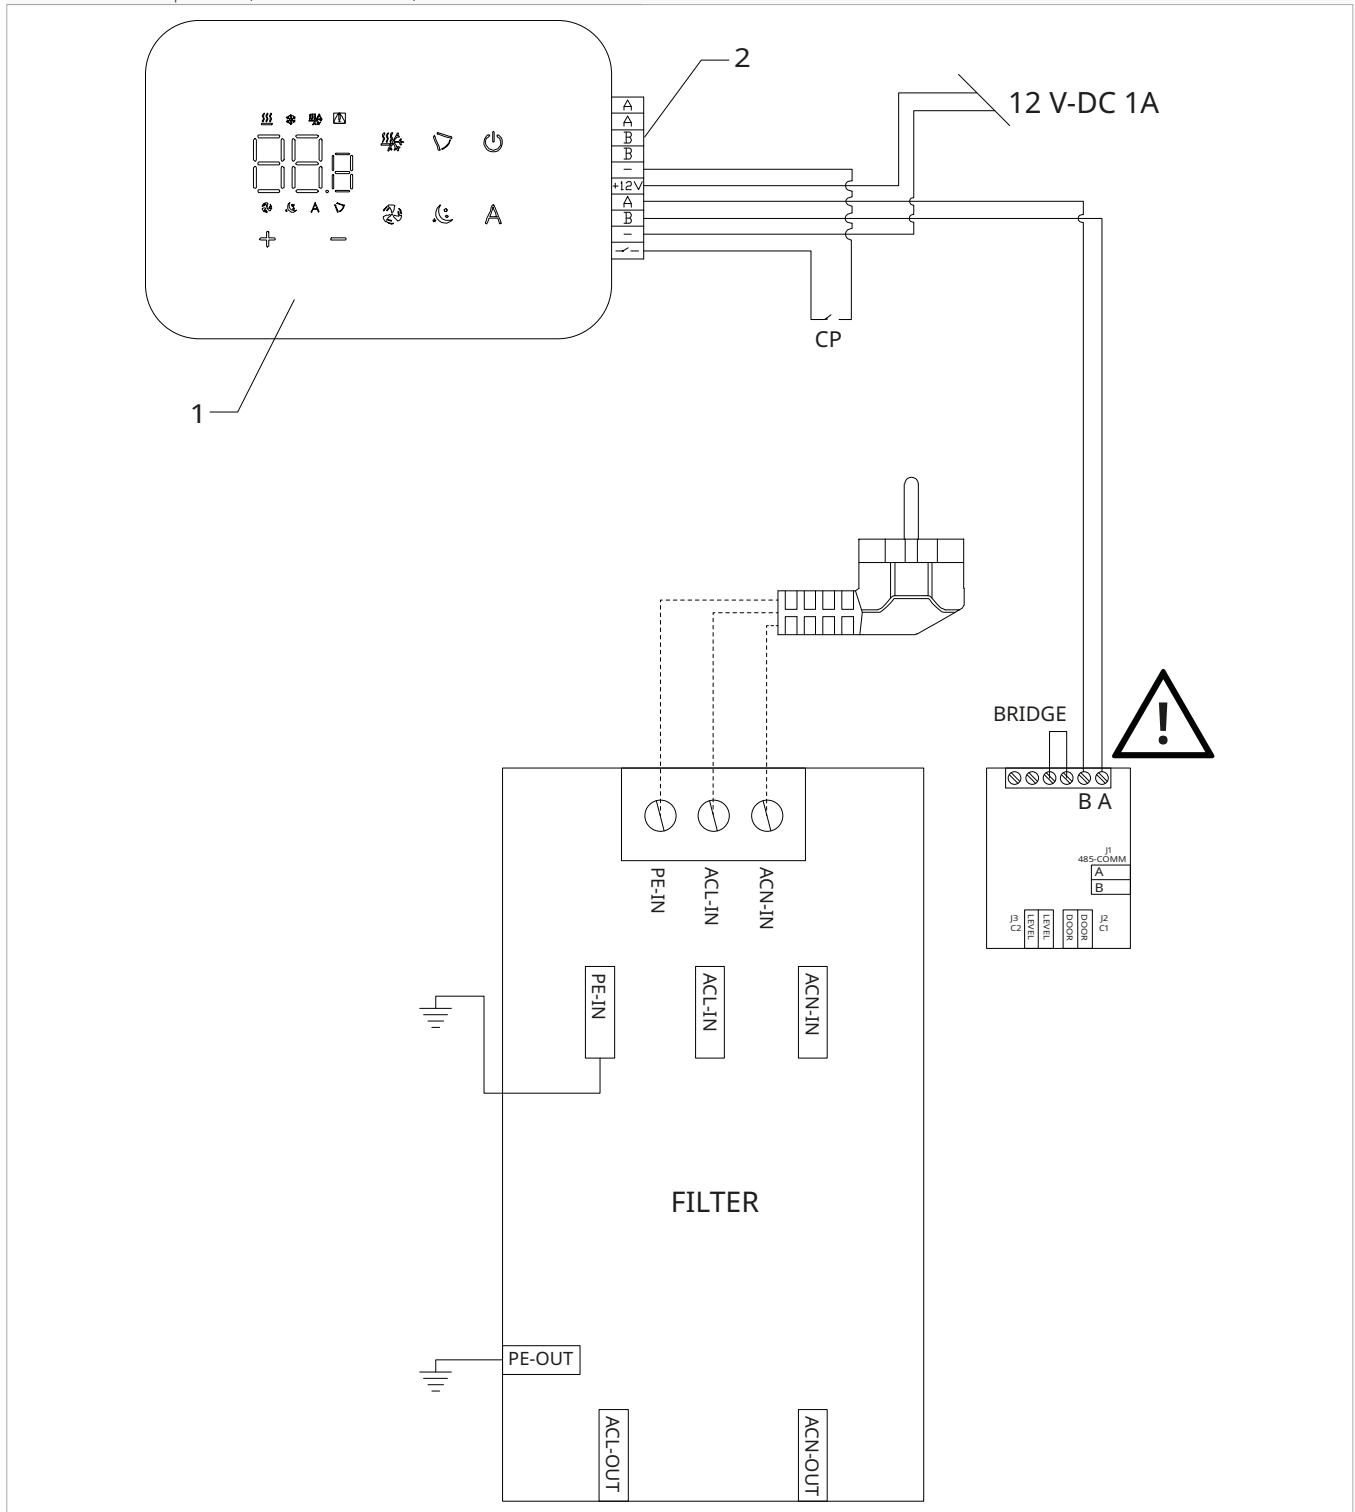 2
12 V-DC 1A
A
A
B
B
-
+12V
A
B
-
A
A
+ -
CP
1
BRIDGE
!
B A
J1
485-COMM
A
B
J3
C2
LEVEL
LEVEL
DOOR
DOOR
J2
C1
PE-IN
ACL-IN
ACN-IN
PE-IN
ACL-IN
ACN-IN
FILTER
PE-OUT
ACL-OUT
ACN-OUT